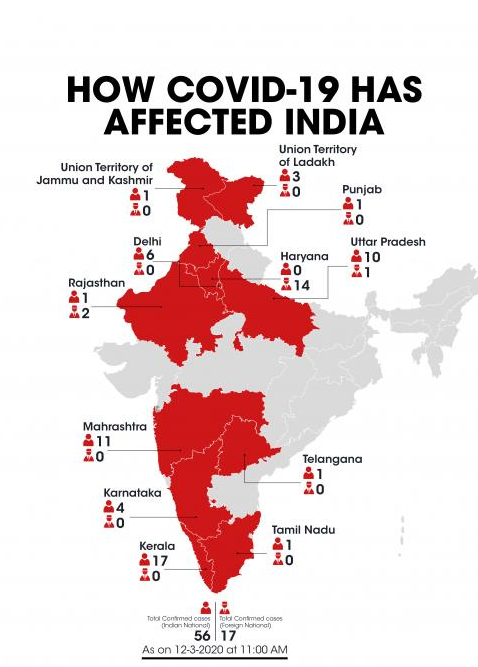 HOW COVID-19 HAS
AFFECTED INDIA
Union Territory of
Jammu and Kashmir
1
0
Union Territory
of Ladakh
3
0
Punjab
1
0
Delhi
6
0
Haryana
0
14
Uttar Pradesh
10
1
Rajasthan
1
2
Mahrashtra
11
0
Telangana
1
0
Karnataka
4
0
Tamil Nadu
1
0
Kerala
17
0
Total Confirmed cases
(Indian National)
56
Total Confirmed cases
(Foreign National)
17
As on 12-3-2020 at 11:00 AM